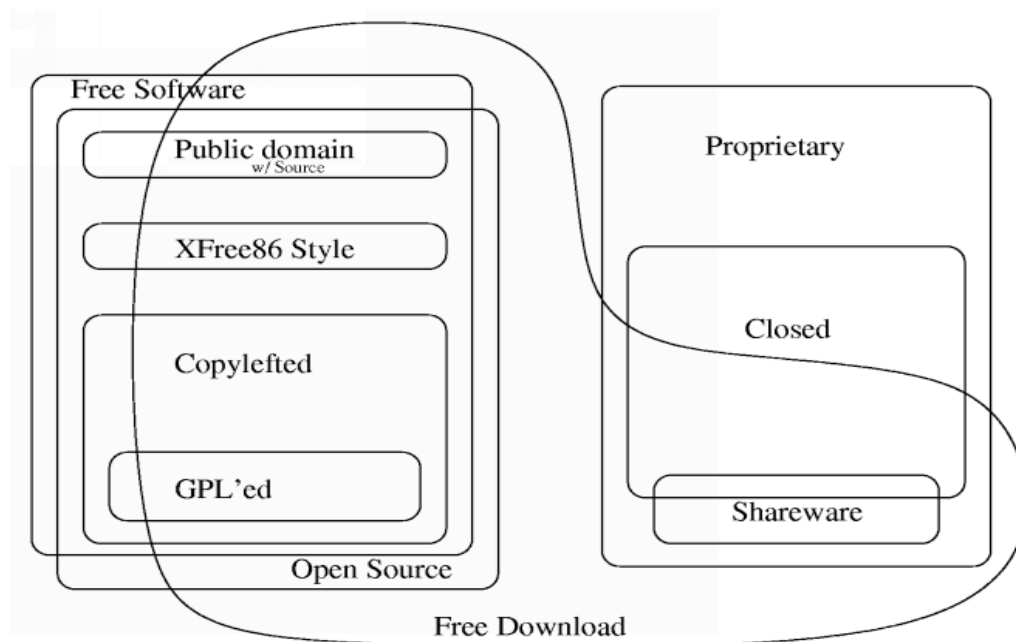 Free Software
Public domain
w/ Source
XFree86 Style
Copylefted
GPL'ed
Open Source
Proprietary
Closed
Shareware
Free Download